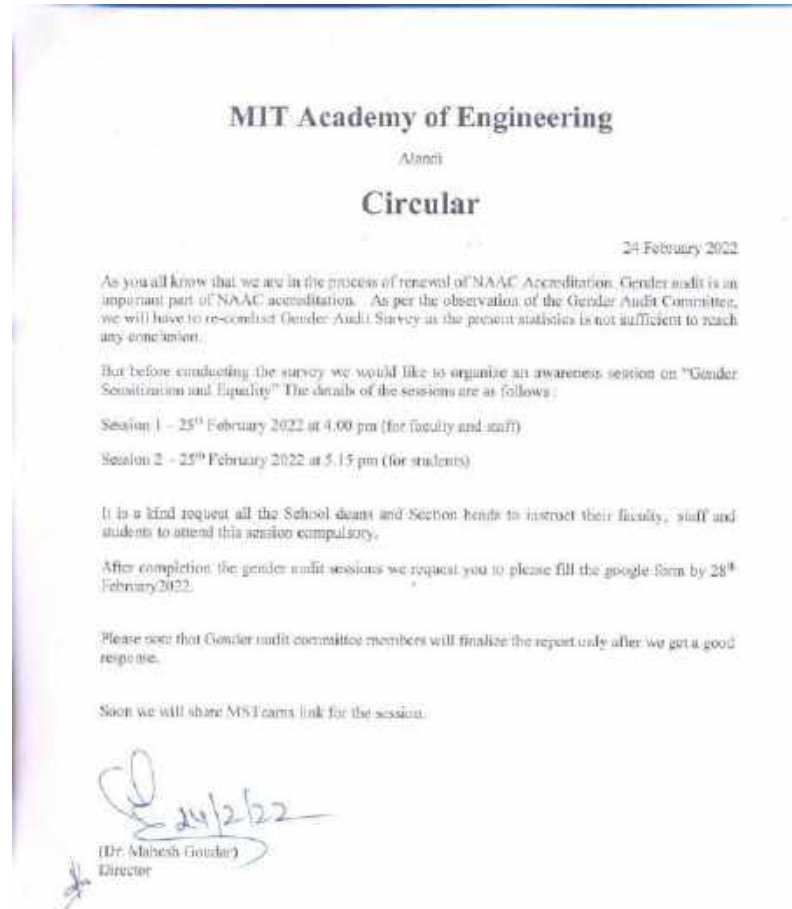 MIT Academy of Engineering
Alandi
Circular
24 February 2022
As you all know that we are in the process of renewal of NAAC Accreditation. Gender audit is an
important part of NAAC accreditation. As per the observation of the Gender Audit Committee,
we will have to re-conduct Gender Audit Survey as the present statistics is not sufficient to reach
any conclusion.
But before conducting the survey we would like to organize an awareness session on "Gender
Sensitization and Equality" The details of the sessions are as follows :
Session 1 – 25th February 2022 at 4.00 pm (for faculty and staff)
Session 2 – 25th February 2022 at 5.15 pm (for students)
It is a kind request all the School deans and Section heads to instruct their faculty, staff and
students to attend this session compulsory.
After completion the gender audit sessions we request you to please fill the google form by 28th
February2022.
Please note that Gender audit committee members will finalize the report only after we get a good
response.
Soon we will share MSTeams link for the session.
24/2/22
(Dr. Mahesh Goudar)
Director